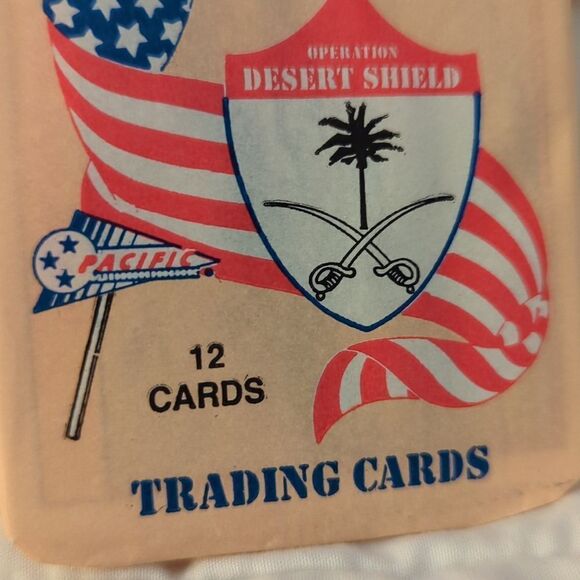 OPERATION
DESERT SHIELD
PACIFIC
12
CARDS
TRADING CARDS